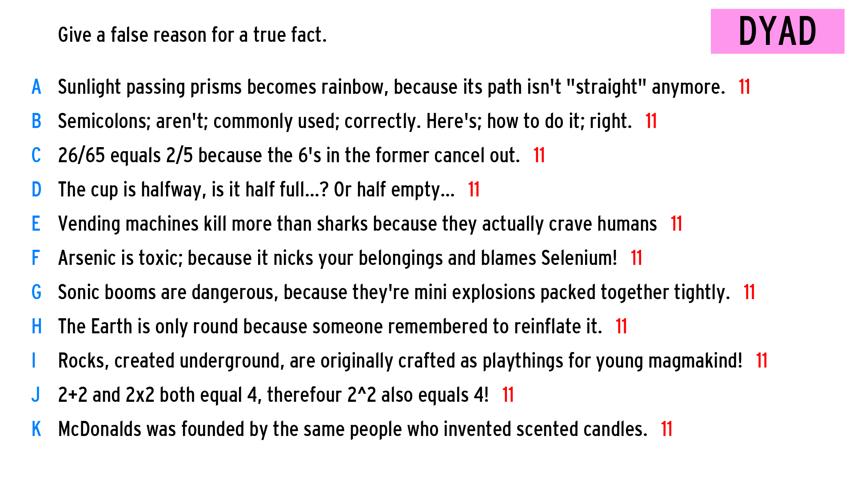 Give a false reason for a true fact.
DYAD
A Sunlight passing prisms becomes rainbow, because its path isn't "straight" anymore. 11
B Semicolons; aren't; commonly used; correctly. Here's; how to do it; right. 11
C 26/65 equals 2/5 because the 6's in the former cancel out. 11
D The cup is halfway, is it half full...? Or half empty... 11
E Vending machines kill more than sharks because they actually crave humans 11
F Arsenic is toxic; because it nicks your belongings and blames Selenium! 11
G Sonic booms are dangerous, because they're mini explosions packed together tightly. 11
H The Earth is only round because someone remembered to reinflate it. 11
I Rocks, created underground, are originally crafted as playthings for young magmakind! 11
J 2+2 and 2x2 both equal 4, therefour 2^2 also equals 4! 11
K McDonalds was founded by the same people who invented scented candles. 11